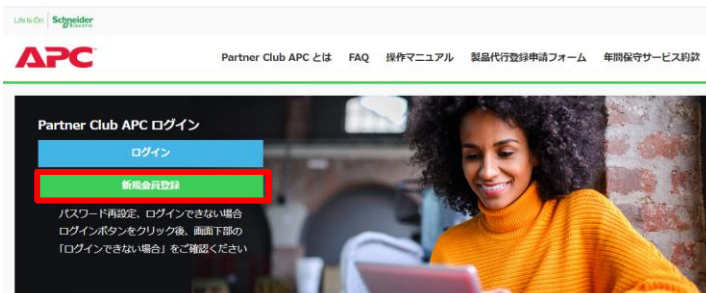 Life Is On Schneider Electric
APC
Partner Club APC とは FAQ 操作マニュアル 製品代行登録申請フォーム 年間保守サービス約款
Partner Club APC ログイン
ログイン
新規会員登録
パスワード再設定、ログインできない場合
ログインボタンをクリック後、画面下部の
「ログインできない場合」をご確認ください